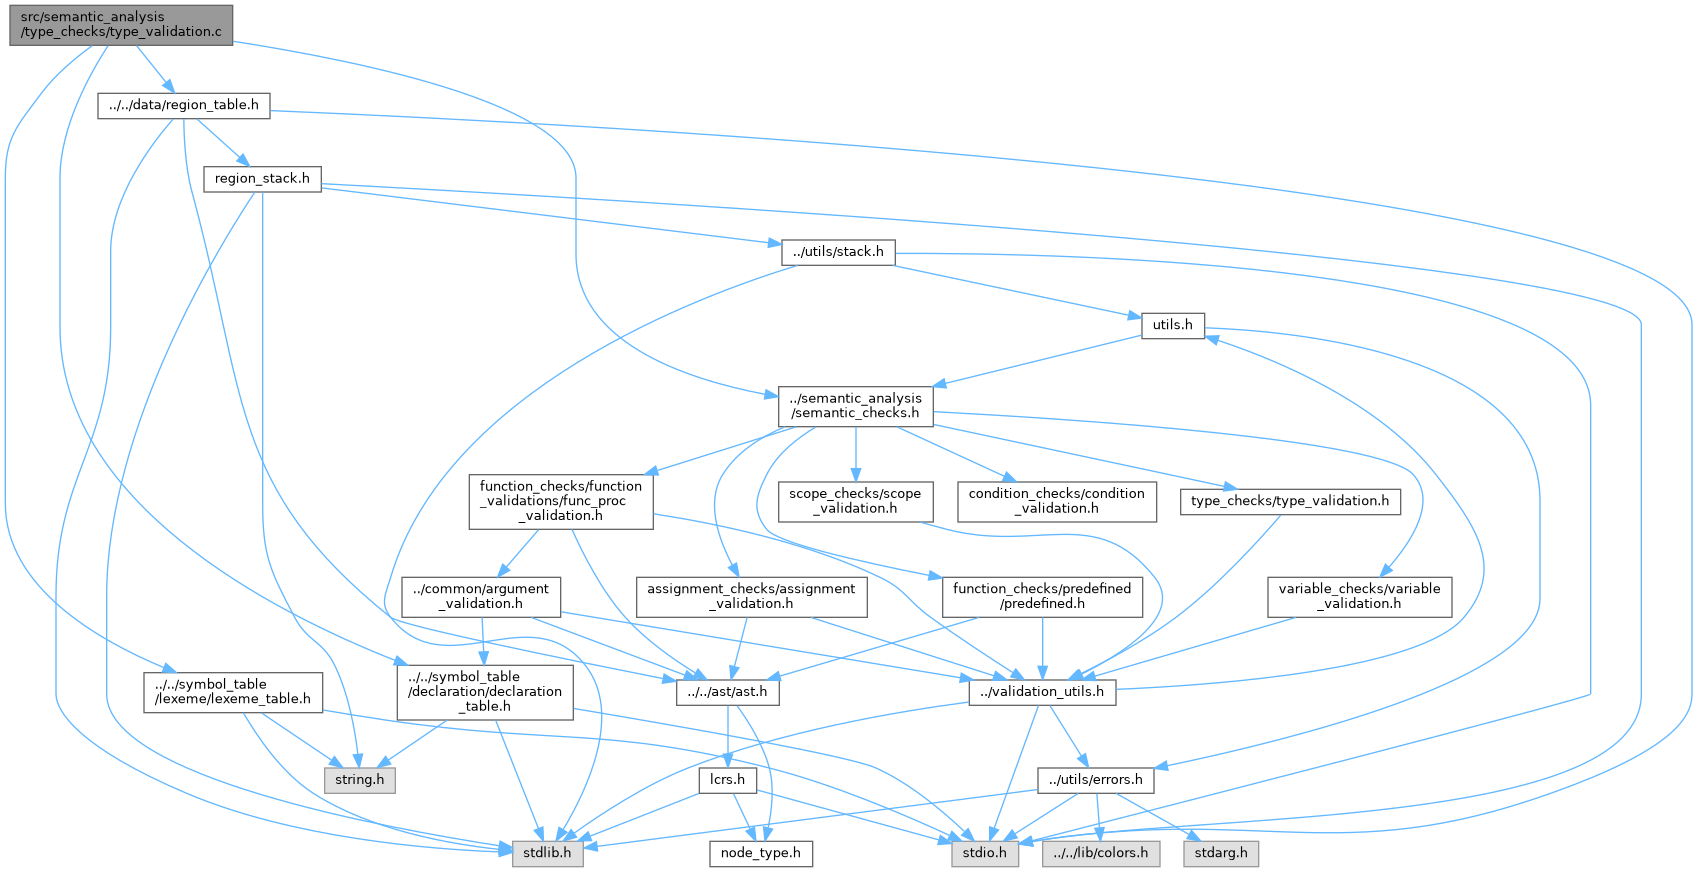 src/semantic_analysis
/type_checks/type_validation.c
../../data/region_table.h
region_stack.h
../utils/stack.h
utils.h
../semantic_analysis
/semantic_checks.h
function_checks/function
_validations/func_proc
_validation.h
scope_checks/scope
_validation.h
condition_checks/condition
_validation.h
type_checks/type_validation.h
../common/argument
_validation.h
assignment_checks/assignment
_validation.h
function_checks/predefined
/predefined.h
variable_checks/variable
_validation.h
../../symbol_table
/lexeme/lexeme_table.h
../../symbol_table
/declaration/declaration
_table.h
../../ast/ast.h
../validation_utils.h
string.h
lcrs.h
../utils/errors.h
stdlib.h
node_type.h
stdio.h
../../lib/colors.h
stdarg.h